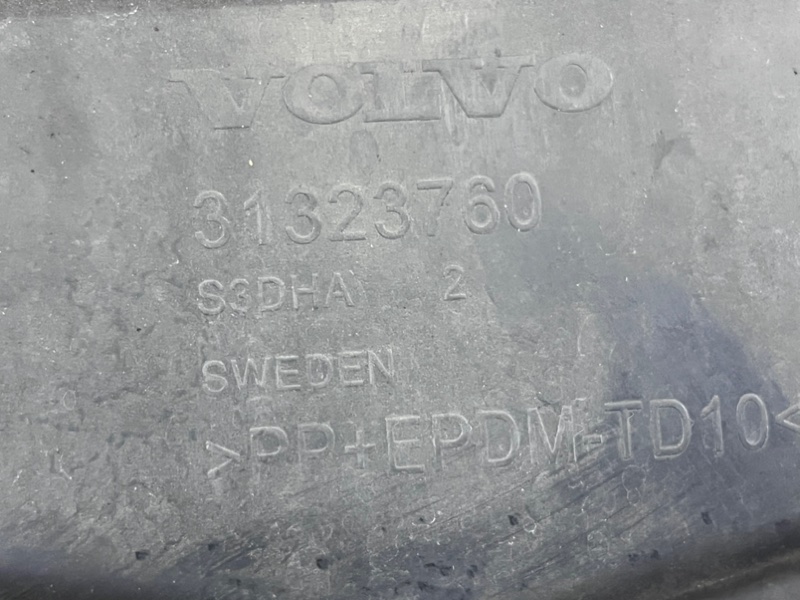 VOLVO
31323760
S3DHA 2
SWEDEN
>PP+EPDM-TD10<